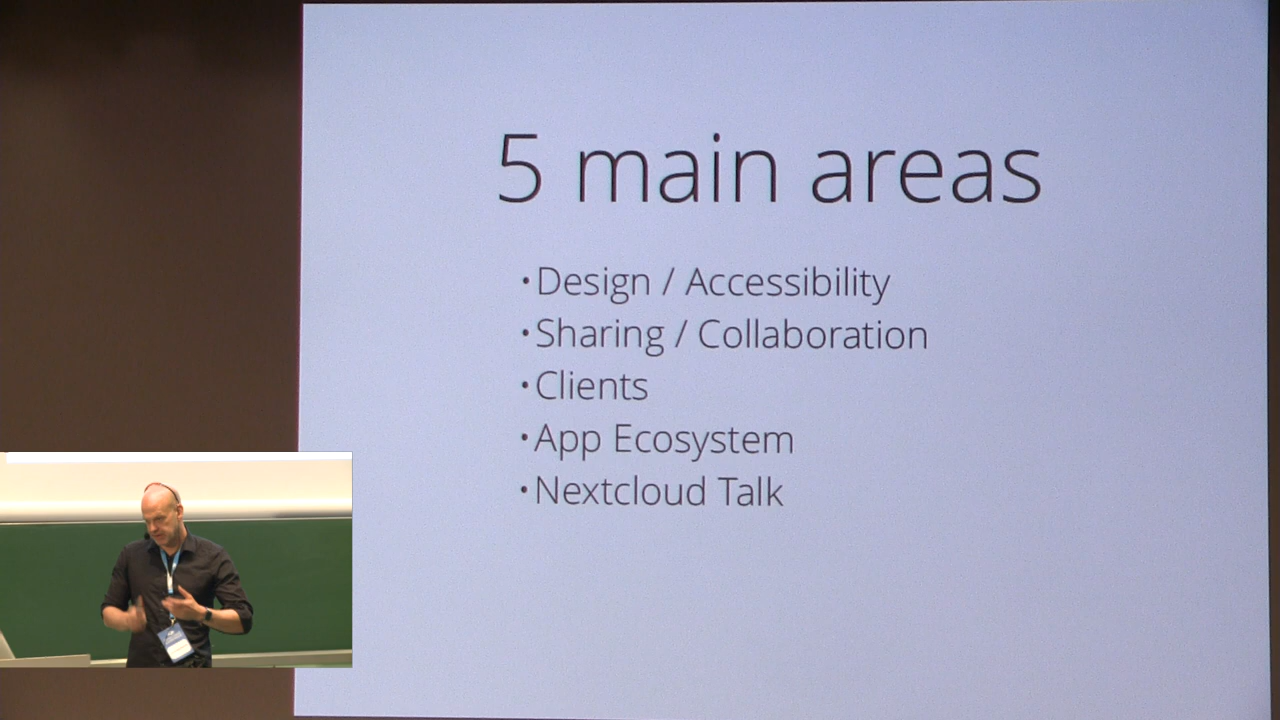 5 main areas
• Design / Accessibility
• Sharing / Collaboration
• Clients
• App Ecosystem
• Nextcloud Talk